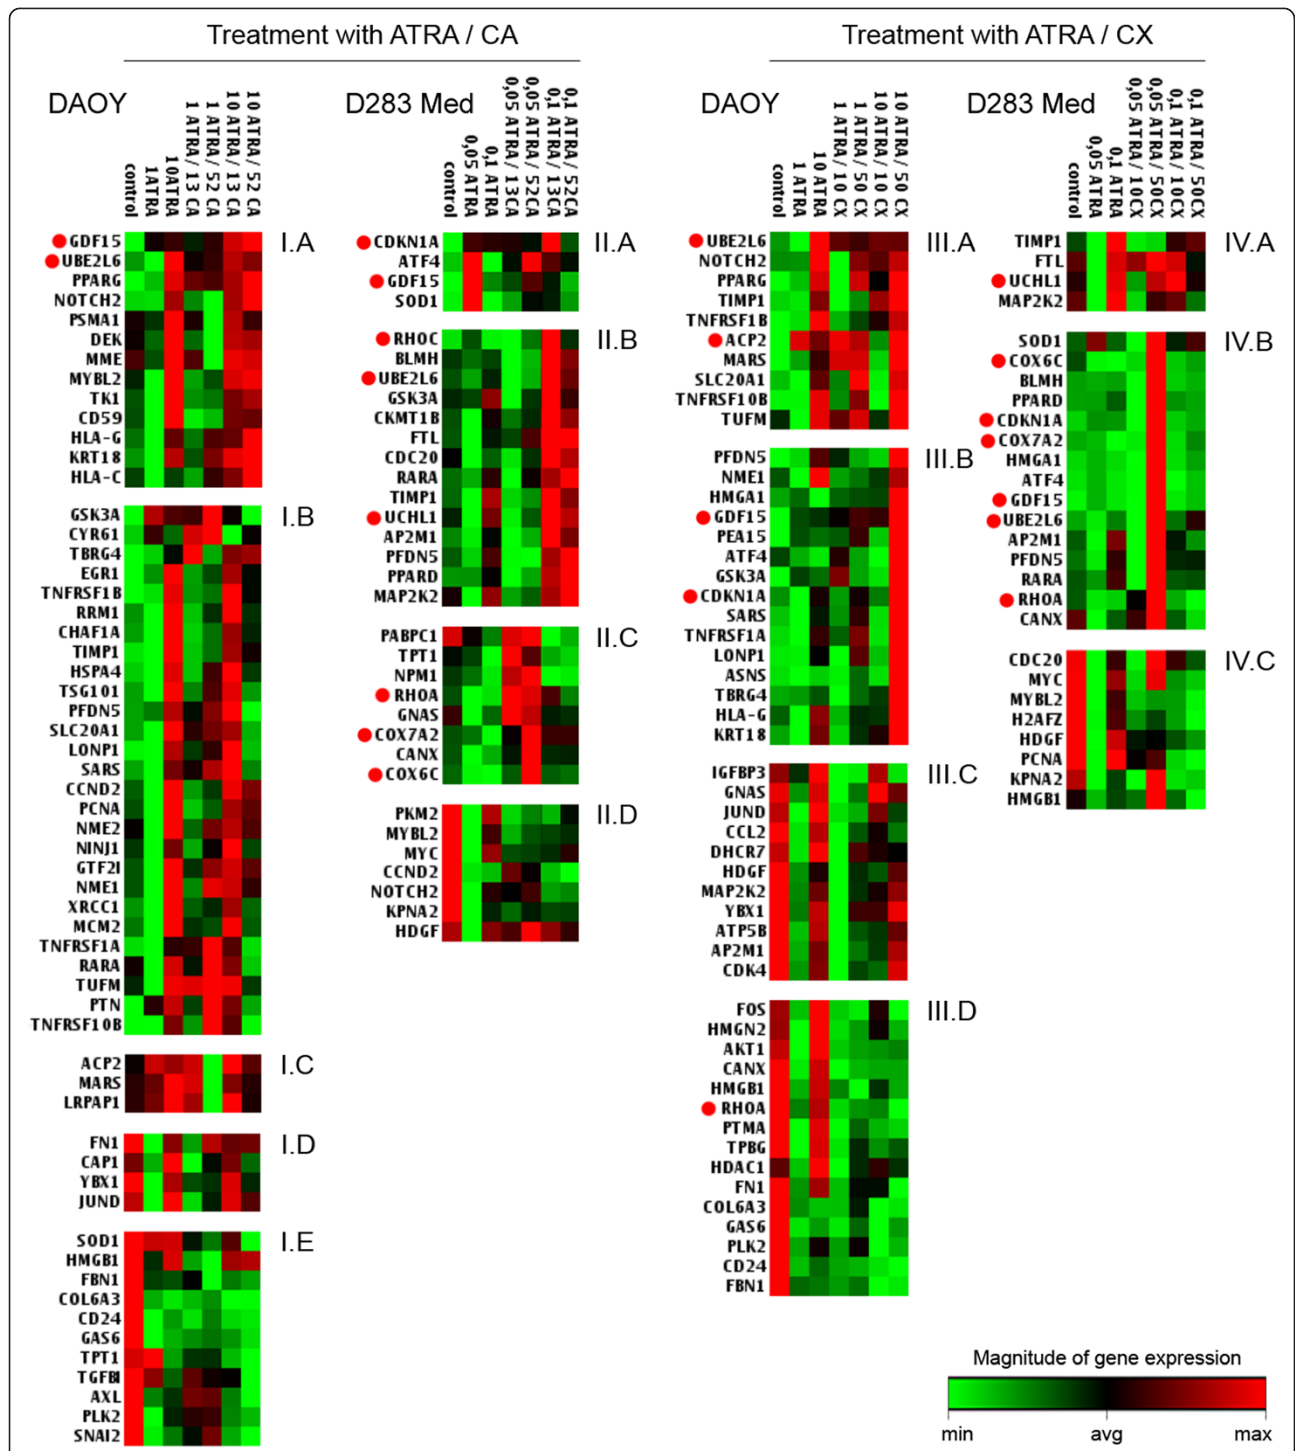 Treatment with ATRA / CA
DAOY
control
1ATRA
10ATRA
1 ATRA / 13 CA
1 ATRA / 52 CA
10 ATRA / 13 CA
10 ATRA / 52 CA
I.A
GDF15
UBE2L6
PPARG
NOTCH2
PSMA1
DEK
MME
MYBL2
TK1
CD59
HLA-G
KRT18
HLA-C
I.B
GSK3A
CYR61
TBRG4
EGR1
TNFRSF1B
RRM1
CHAF1A
TIMP1
HSPA4
TSG101
PFDN5
SLC20A1
LONP1
SARS
CCND2
PCNA
NME2
NINJ1
GTF2I
NME1
XRCC1
MCM2
TNFRSF1A
RARA
TUFM
PTN
TNFRSF10B
I.C
ACP2
MARS
LRPAP1
I.D
FN1
CAP1
YBX1
JUND
I.E
SOD1
HMGB1
FBN1
COL6A3
CD24
GAS6
TPT1
TGFBI
AXL
PLK2
SNAI2
D283 Med
control
0,05 ATRA
0,1 ATRA
0,05 ATRA / 13CA
0,05 ATRA / 52CA
0,1 ATRA / 13CA
0,1 ATRA / 52CA
II.A
CDKN1A
ATF4
GDF15
SOD1
II.B
RHOC
BLMH
UBE2L6
GSK3A
CKMT1B
FTL
CDC20
RARA
TIMP1
UCHL1
AP2M1
PFDN5
PPARD
MAP2K2
II.C
PABPC1
TPT1
NPM1
RHOA
GNAS
COX7A2
CANX
COX6C
II.D
PKM2
MYBL2
MYC
CCND2
NOTCH2
KPNA2
HDGF
Treatment with ATRA / CX
DAOY
control
1 ATRA
10 ATRA
1 ATRA / 10 CX
1 ATRA / 50 CX
10 ATRA / 10 CX
10 ATRA / 50 CX
III.A
UBE2L6
NOTCH2
PPARG
TIMP1
TNFRSF1B
ACP2
MARS
SLC20A1
TNFRSF10B
TUFM
III.B
PFDN5
NME1
HMGA1
GDF15
PEA15
ATF4
GSK3A
CDKN1A
SARS
TNFRSF1A
LONP1
ASNS
TBRG4
HLA-G
KRT18
III.C
IGFBP3
GNAS
JUND
CCL2
DHCR7
HDGF
MAP2K2
YBX1
ATP5B
AP2M1
CDK4
III.D
FOS
HMGN2
AKT1
CANX
HMGB1
RHOA
PTMA
TPBG
HDAC1
FN1
COL6A3
GAS6
PLK2
CD24
FBN1
D283 Med
control
0,05 ATRA
0,1 ATRA
0,05 ATRA / 10CX
0,05 ATRA / 50CX
0,1 ATRA / 10CX
0,1 ATRA / 50CX
IV.A
TIMP1
FTL
UCHL1
MAP2K2
IV.B
SOD1
COX6C
BLMH
PPARD
CDKN1A
COX7A2
HMGA1
ATF4
GDF15
UBE2L6
AP2M1
PFDN5
RARA
RHOA
CANX
IV.C
CDC20
MYC
MYBL2
H2AFZ
HDGF
PCNA
KPNA2
HMGB1
Magnitude of gene expression
min avg max